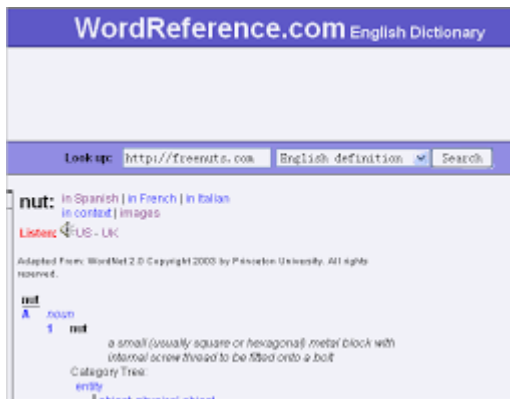 WordReference.com English Dictionary
Look up: http://freenuts.com English definition Search
nut: in Spanish | in French | in Italian
in context | images
Listen: US - UK
Adapted From: WordNet 2.0 Copyright 2003 by Princeton University. All rights
reserved.
nut
A noun
1 nut
a small (usually square or hexagonal) metal block with
internal screw thread to be fitted onto a bolt
Category Tree:
entity
object, physical object